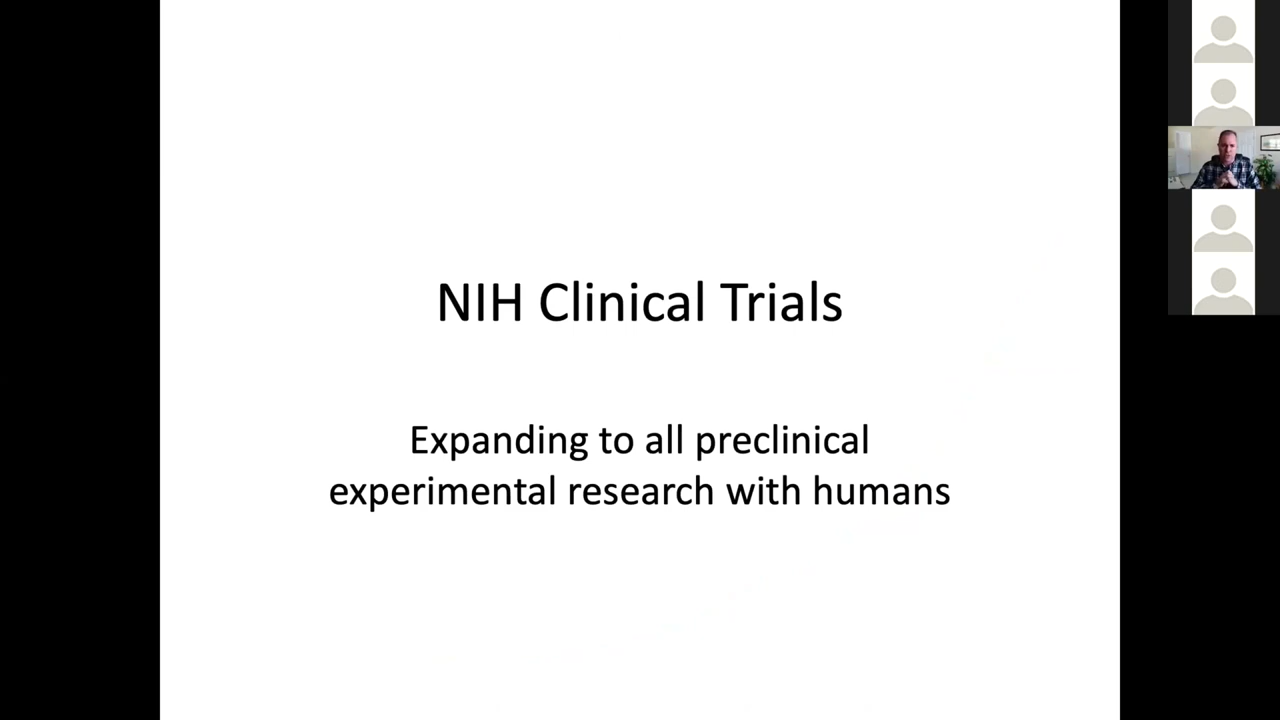 NIH Clinical Trials
Expanding to all preclinical
experimental research with humans